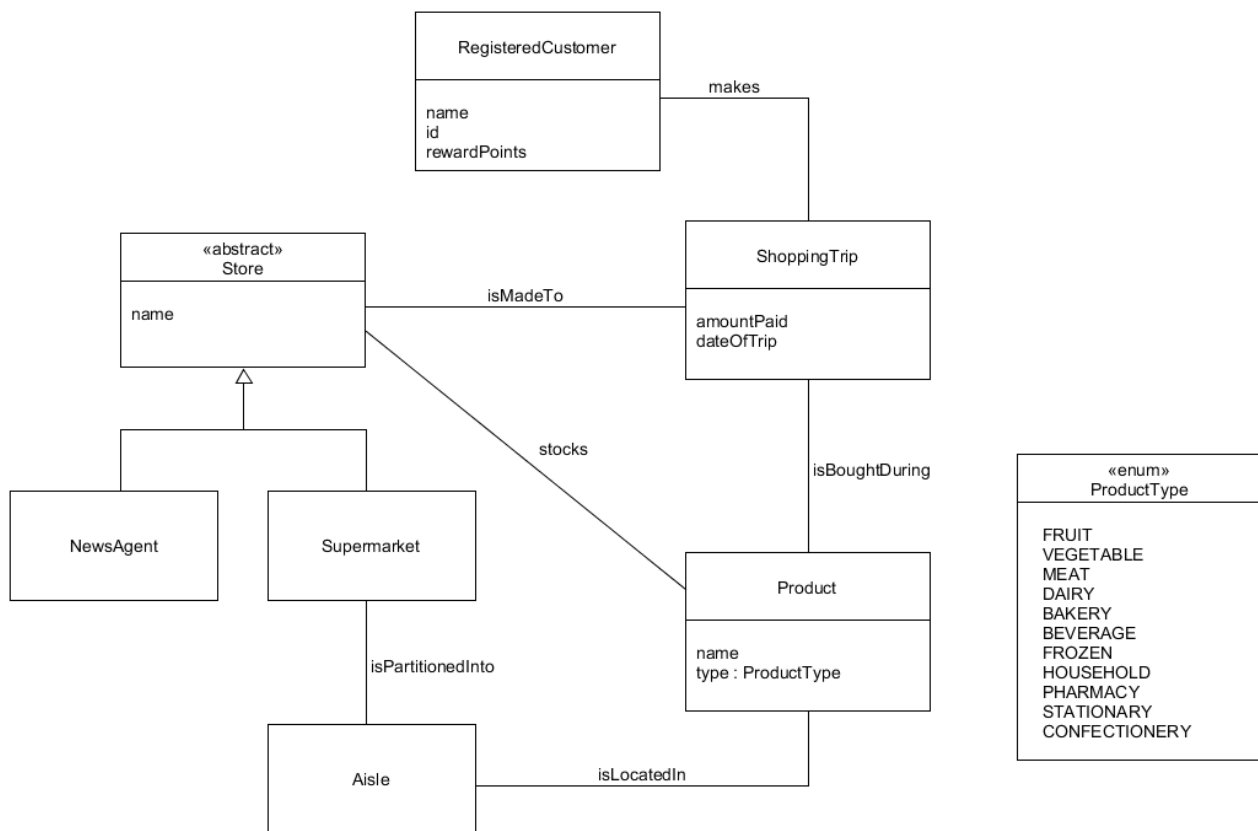 RegisteredCustomer
name
id
rewardPoints
makes
«abstract»
Store
name
isMadeTo
ShoppingTrip
amountPaid
dateOfTrip
stocks
isBoughtDuring
NewsAgent
Supermarket
isPartitionedInto
Aisle
isLocatedIn
Product
name
type : ProductType
«enum»
ProductType
FRUIT
VEGETABLE
MEAT
DAIRY
BAKERY
BEVERAGE
FROZEN
HOUSEHOLD
PHARMACY
STATIONARY
CONFECTIONERY